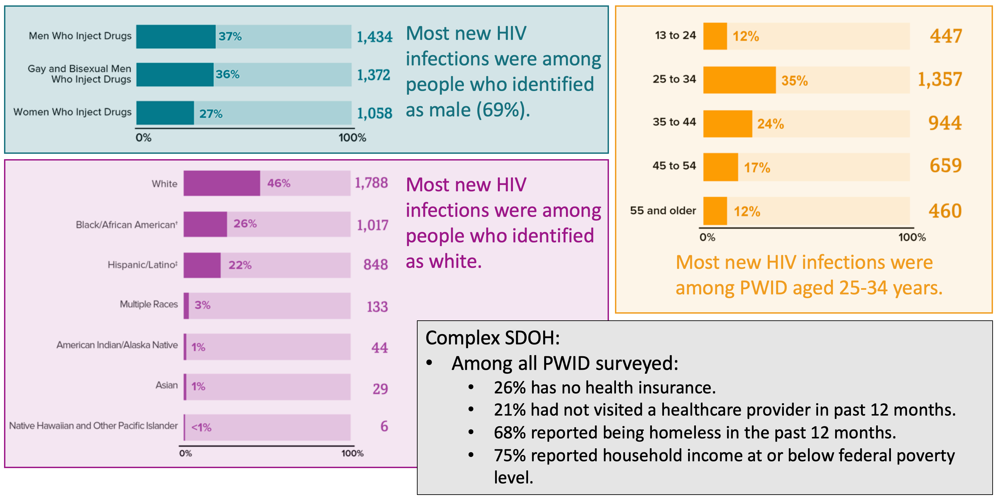 Men Who Inject Drugs 37% 1,434
Gay and Bisexual Men
Who Inject Drugs 36% 1,372
Women Who Inject Drugs 27% 1,058
0% 100%
Most new HIV
infections were among
people who identified
as male (69%).
White 46% 1,788
Black/African American† 26% 1,017
Hispanic/Latino‡ 22% 848
Multiple Races 3% 133
American Indian/Alaska Native 1% 44
Asian 1% 29
Native Hawaiian and Other Pacific Islander <1% 6
0% 100%
Most new HIV
infections were among
people who identified
as white.
13 to 24 12% 447
25 to 34 35% 1,357
35 to 44 24% 944
45 to 54 17% 659
55 and older 12% 460
0% 100%
Most new HIV infections were
among PWID aged 25-34 years.
Complex SDOH:
• Among all PWID surveyed:
• 26% has no health insurance.
• 21% had not visited a healthcare provider in past 12 months.
• 68% reported being homeless in the past 12 months.
• 75% reported household income at or below federal poverty
level.